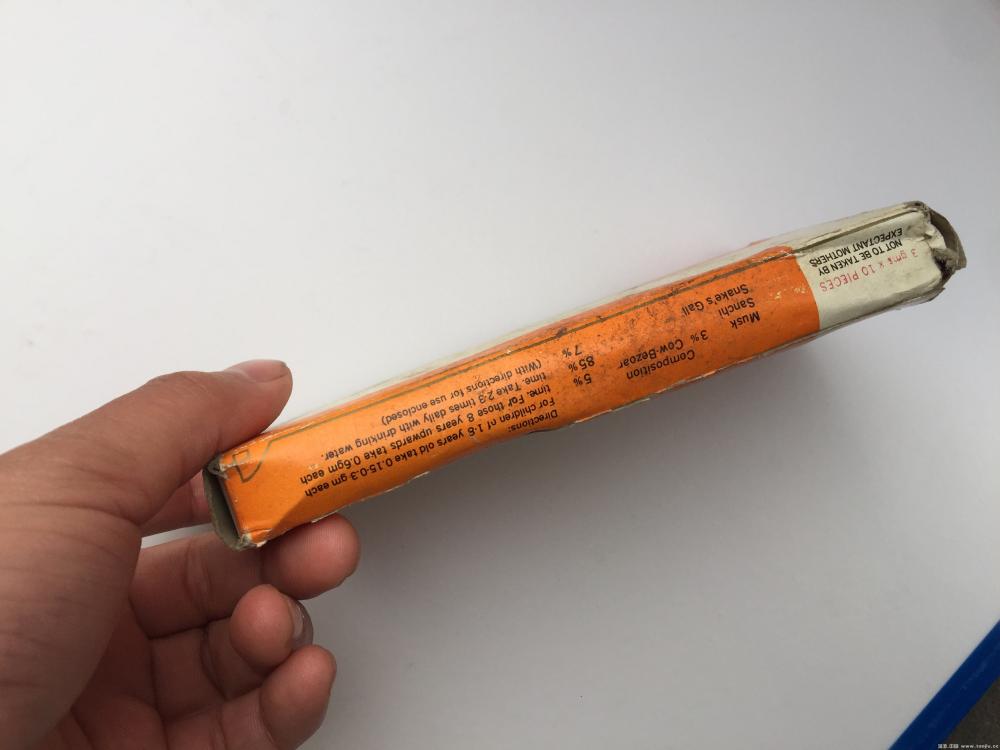 3 gms x 10 PIECES
NOT TO BE TAKEN BY
EXPECTANT MOTHERS
Composition
Musk 3% Cow-Bezoar 5%
Sanchi 85%
Snake's Gall 7%
Directions:
For children of 1-8 years old take 0.15-0.3 gm each
time. For those 8 years upwards take 0.6gm each
time. Take 2-3 times daily with drinking water.
(With directions for use enclosed)